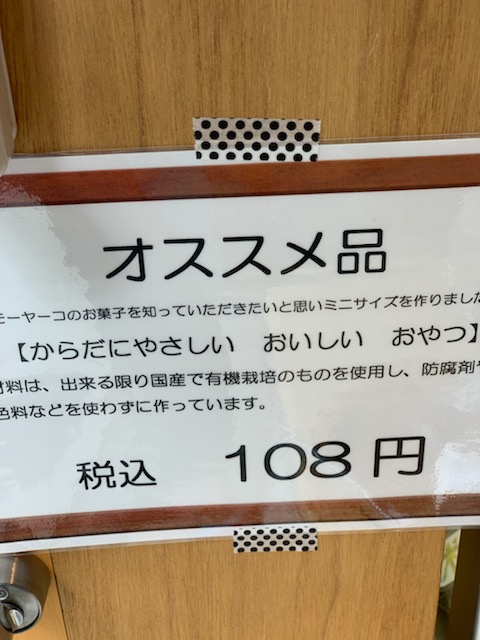 オススメ品
モーヤーコのお菓子を知っていただきたいと思いミニサイズを作りました
【からだにやさしい　おいしい　おやつ】
材料は、出来る限り国産で有機栽培のものを使用し、防腐剤や
色料などを使わずに作っています。
税込　108円